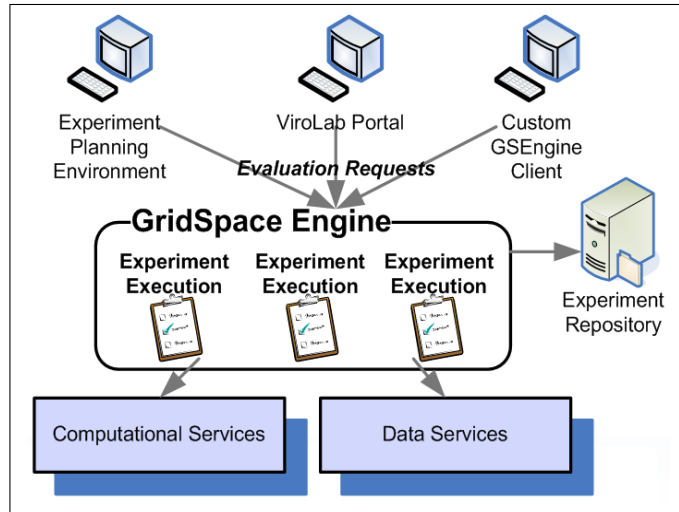 Experiment
Planning
Environment
ViroLab Portal
Custom
GSEngine
Client
Evaluation Requests
GridSpace Engine
Experiment
Execution
Experiment
Execution
Experiment
Execution
Experiment
Repository
Computational Services
Data Services